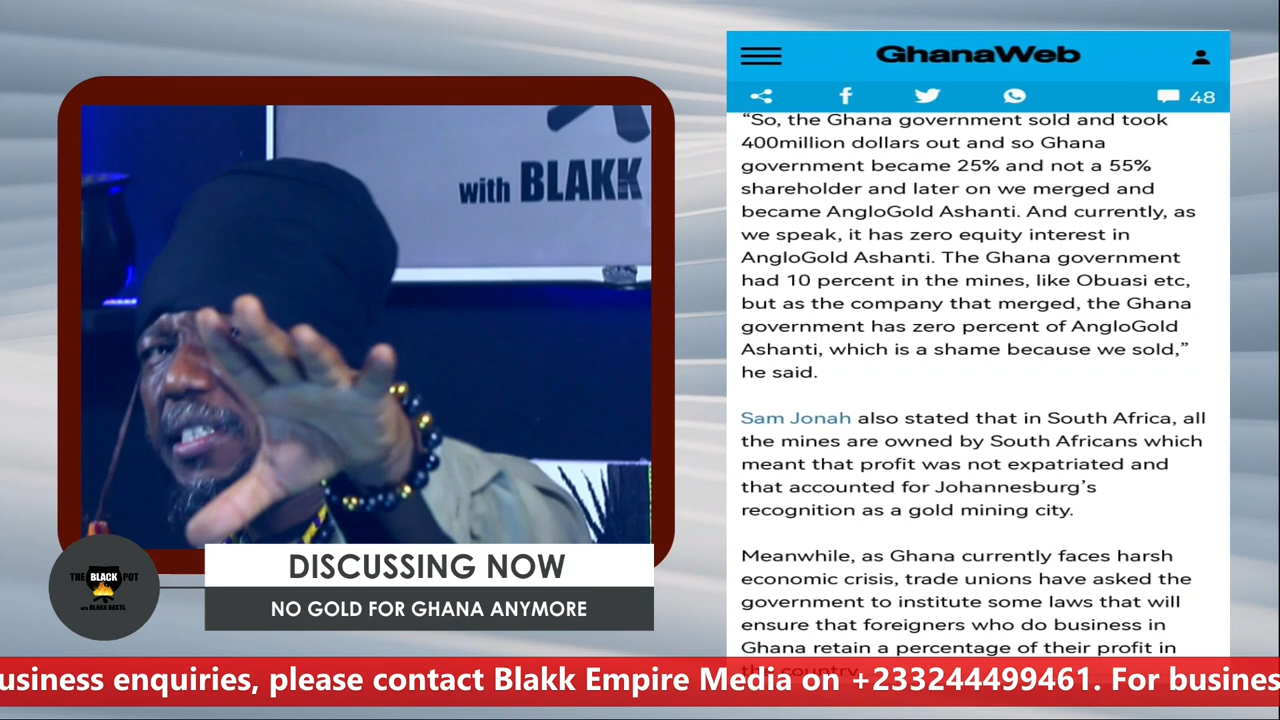 with BLAKK
THE BLACK POT
with BLAKK RASTA
DISCUSSING NOW
NO GOLD FOR GHANA ANYMORE
GhanaWeb
48
“So, the Ghana government sold and took
400million dollars out and so Ghana
government became 25% and not a 55%
shareholder and later on we merged and
became AngloGold Ashanti. And currently, as
we speak, it has zero equity interest in
AngloGold Ashanti. The Ghana government
had 10 percent in the mines, like Obuasi etc,
but as the company that merged, the Ghana
government has zero percent of AngloGold
Ashanti, which is a shame because we sold,”
he said.
Sam Jonah also stated that in South Africa, all
the mines are owned by South Africans which
meant that profit was not expatriated and
that accounted for Johannesburg’s
recognition as a gold mining city.
Meanwhile, as Ghana currently faces harsh
economic crisis, trade unions have asked the
government to institute some laws that will
ensure that foreigners who do business in
Ghana retain a percentage of their profit in
the country.
usiness enquiries, please contact Blakk Empire Media on +233244499461. For busines